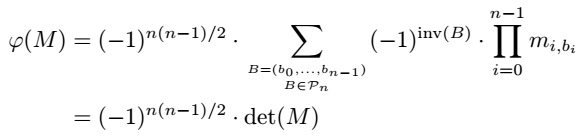 φ(M) = (−1)^{n(n−1)/2} · ∑_{B=(b_0,...,b_{n−1}) B∈𝒫_n} (−1)^{inv(B)} · ∏_{i=0}^{n−1} m_{i,b_i}
= (−1)^{n(n−1)/2} · det(M)